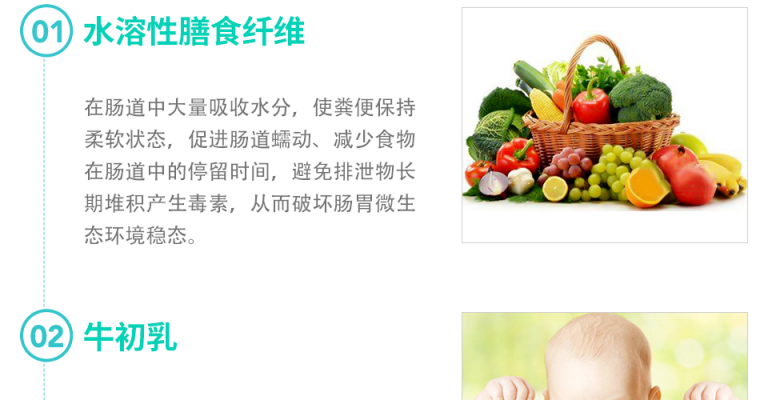 01 水溶性膳食纤维
在肠道中大量吸收水分，使粪便保持
柔软状态，促进肠道蠕动、减少食物
在肠道中的停留时间，避免排泄物长
期堆积产生毒素，从而破坏肠胃微生
态环境稳态。
02 牛初乳